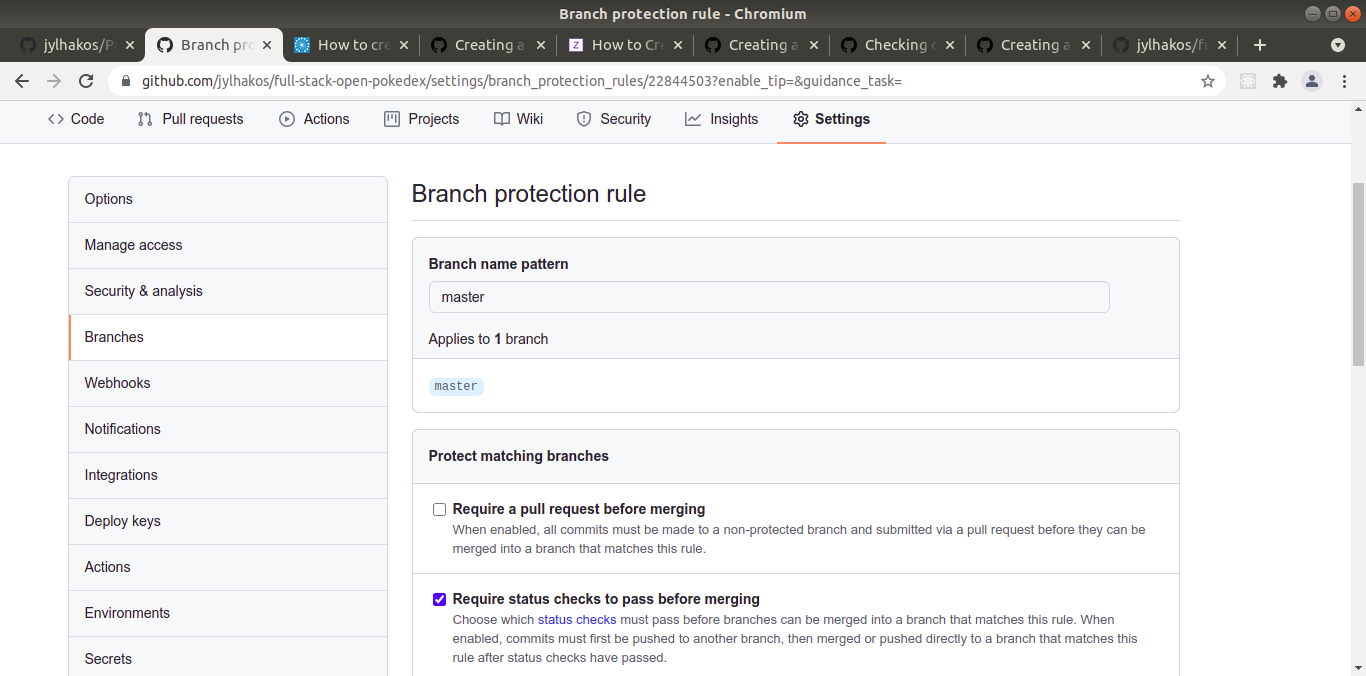 Branch protection rule - Chromium
jylhakos/P
Branch pro
How to cre
Creating a
How to Cre
Creating a
Checking o
Creating a
jylhakos/fu
github.com/jylhakos/full-stack-open-pokedex/settings/branch_protection_rules/22844503?enable_tip=&guidance_task=
Code
Pull requests
Actions
Projects
Wiki
Security
Insights
Settings
Options
Manage access
Security & analysis
Branches
Webhooks
Notifications
Integrations
Deploy keys
Actions
Environments
Secrets
Branch protection rule
Branch name pattern
master
Applies to 1 branch
master
Protect matching branches
Require a pull request before merging
When enabled, all commits must be made to a non-protected branch and submitted via a pull request before they can be
merged into a branch that matches this rule.
Require status checks to pass before merging
Choose which status checks must pass before branches can be merged into a branch that matches this rule. When
enabled, commits must first be pushed to another branch, then merged or pushed directly to a branch that matches this
rule after status checks have passed.